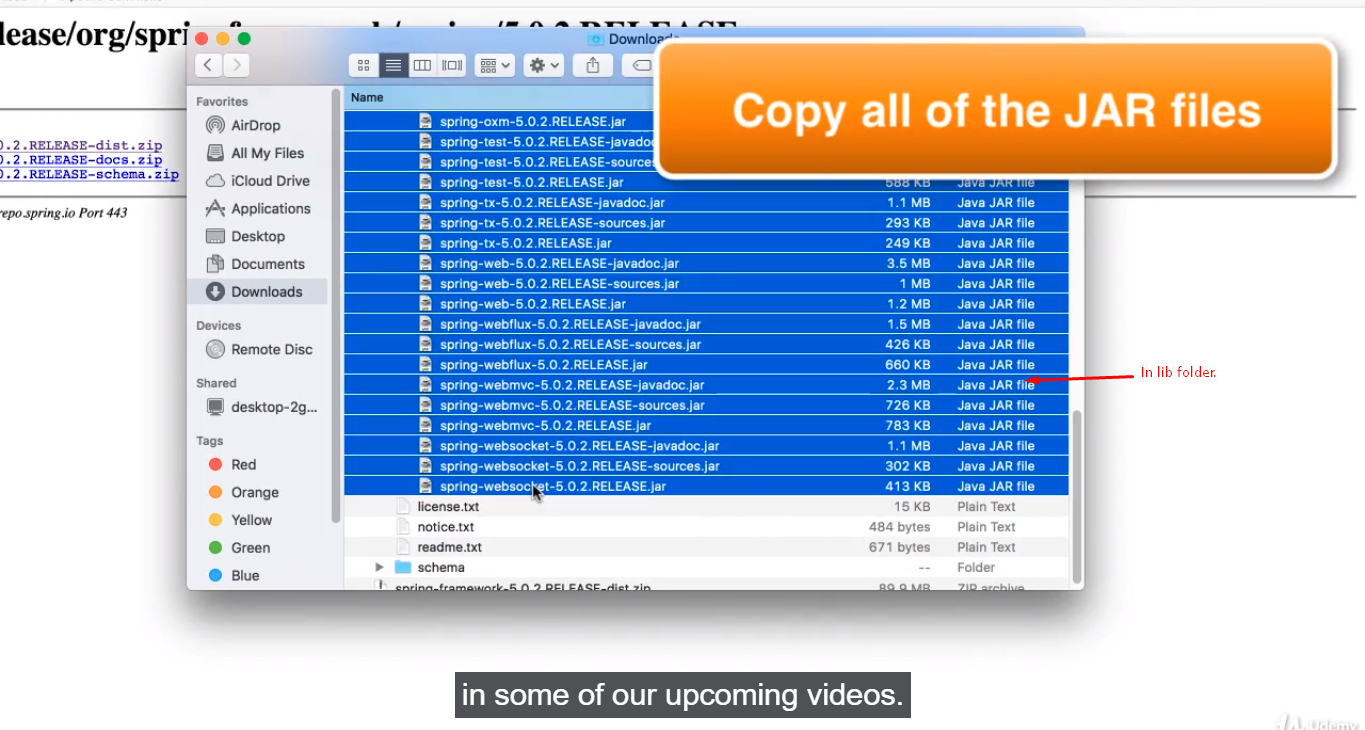 Downloads
Copy all of the JAR files
0.2.RELEASE-dist.zip
0.2.RELEASE-docs.zip
0.2.RELEASE-schema.zip
repo.spring.io Port 443
Favorites
AirDrop
All My Files
iCloud Drive
Applications
Desktop
Documents
Downloads
Devices
Remote Disc
Shared
desktop-2g...
Tags
Red
Orange
Yellow
Green
Blue
Name
spring-oxm-5.0.2.RELEASE.jar
spring-test-5.0.2.RELEASE-javadoc
spring-test-5.0.2.RELEASE-sources
spring-test-5.0.2.RELEASE.jar 588 KB Java JAR file
spring-tx-5.0.2.RELEASE-javadoc.jar 1.1 MB Java JAR file
spring-tx-5.0.2.RELEASE-sources.jar 293 KB Java JAR file
spring-tx-5.0.2.RELEASE.jar 249 KB Java JAR file
spring-web-5.0.2.RELEASE-javadoc.jar 3.5 MB Java JAR file
spring-web-5.0.2.RELEASE-sources.jar 1 MB Java JAR file
spring-web-5.0.2.RELEASE.jar 1.2 MB Java JAR file
spring-webflux-5.0.2.RELEASE-javadoc.jar 1.5 MB Java JAR file
spring-webflux-5.0.2.RELEASE-sources.jar 426 KB Java JAR file
spring-webflux-5.0.2.RELEASE.jar 660 KB Java JAR file
spring-webmvc-5.0.2.RELEASE-javadoc.jar 2.3 MB Java JAR file
In lib folder.
spring-webmvc-5.0.2.RELEASE-sources.jar 726 KB Java JAR file
spring-webmvc-5.0.2.RELEASE.jar 783 KB Java JAR file
spring-websocket-5.0.2.RELEASE-javadoc.jar 1.1 MB Java JAR file
spring-websocket-5.0.2.RELEASE-sources.jar 302 KB Java JAR file
spring-websocket-5.0.2.RELEASE.jar 413 KB Java JAR file
license.txt 15 KB Plain Text
notice.txt 484 bytes Plain Text
readme.txt 671 bytes Plain Text
schema -- Folder
spring-framework-5.0.2.RELEASE-dist.zip 89.9 MB ZIP archive
in some of our upcoming videos.
Udemy